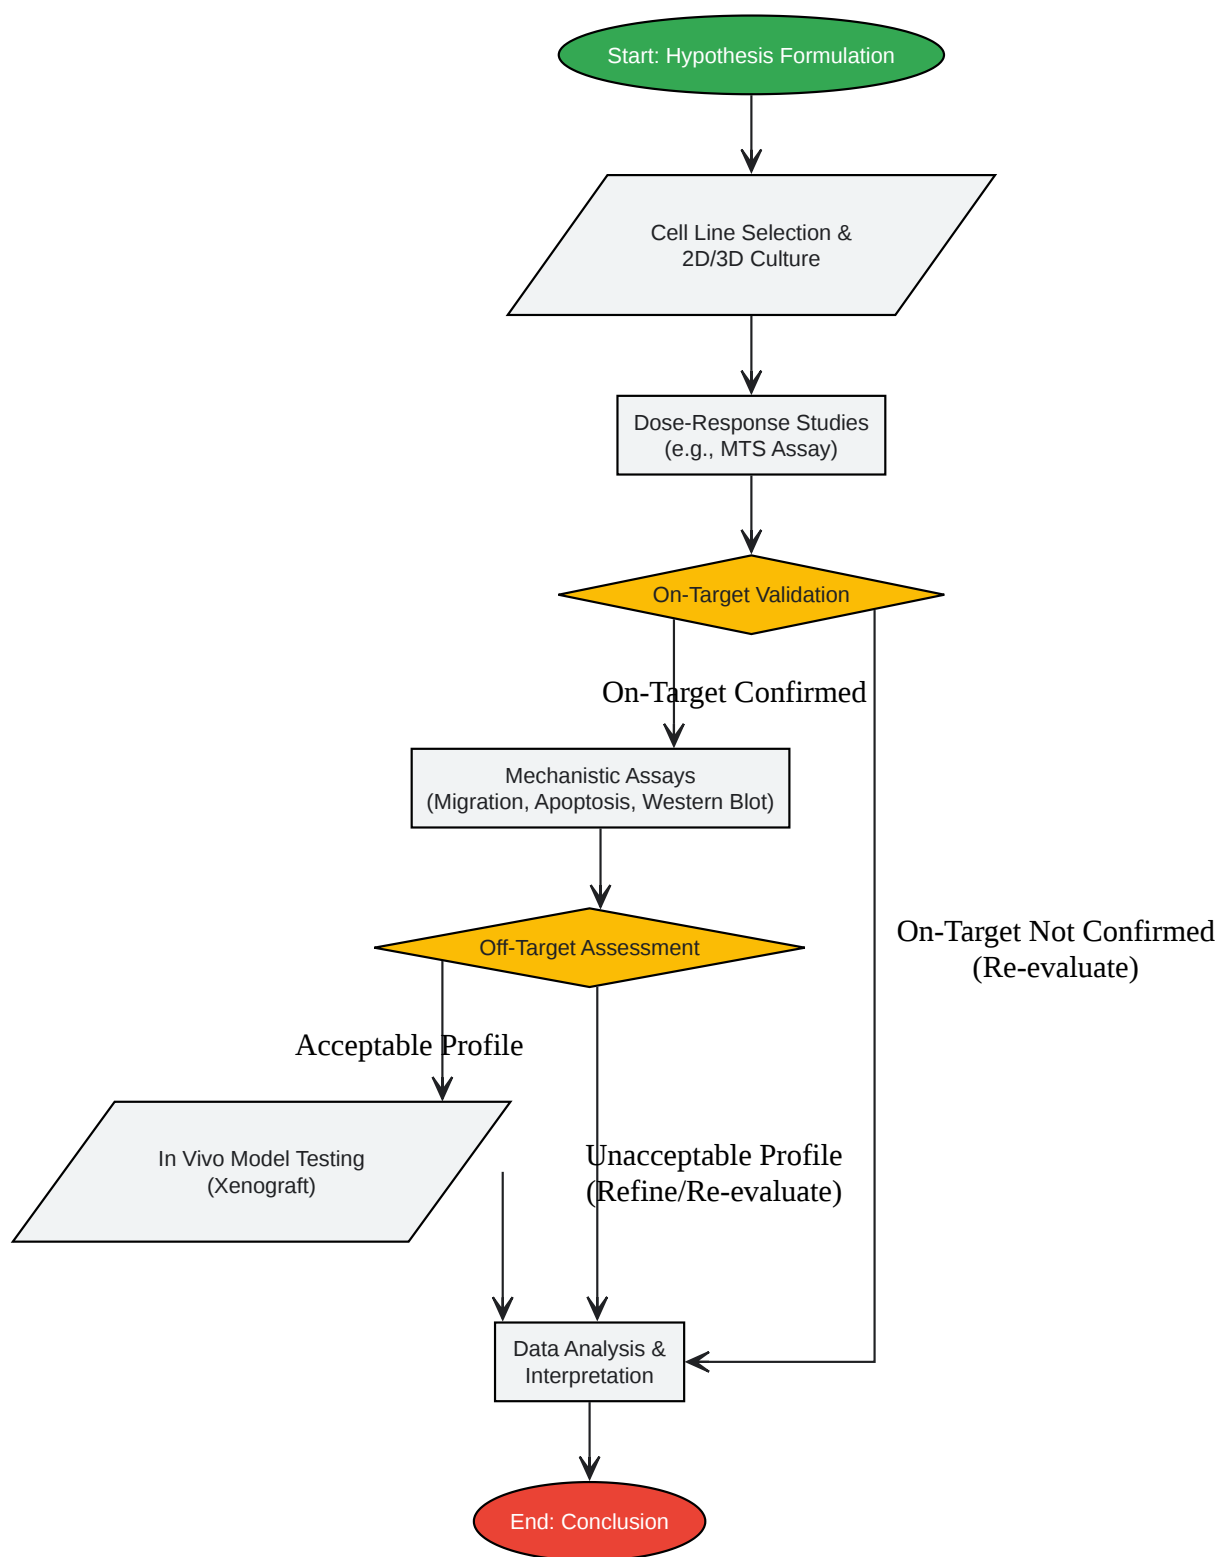 Start: Hypothesis Formulation
Cell Line Selection &
2D/3D Culture
Dose-Response Studies
(e.g., MTS Assay)
On-Target Validation
On-Target Confirmed
Mechanistic Assays
(Migration, Apoptosis, Western Blot)
On-Target Not Confirmed
(Re-evaluate)
Off-Target Assessment
Acceptable Profile
In Vivo Model Testing
(Xenograft)
Unacceptable Profile
(Refine/Re-evaluate)
Data Analysis &
Interpretation
End: Conclusion